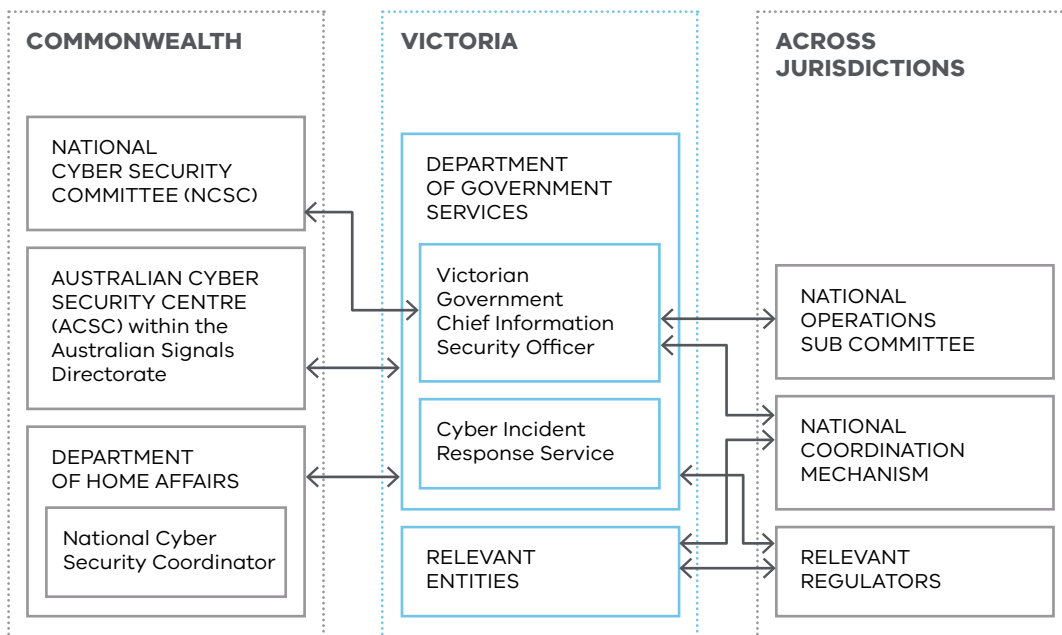 COMMONWEALTH
NATIONAL
CYBER SECURITY
COMMITTEE (NCSC)
AUSTRALIAN CYBER
SECURITY CENTRE
(ACSC) within the
Australian Signals
Directorate
DEPARTMENT
OF HOME AFFAIRS
National Cyber
Security Coordinator
VICTORIA
DEPARTMENT
OF GOVERNMENT
SERVICES
Victorian
Government
Chief Information
Security Officer
Cyber Incident
Response Service
RELEVANT
ENTITIES
ACROSS
JURISDICTIONS
NATIONAL
OPERATIONS
SUB COMMITTEE
NATIONAL
COORDINATION
MECHANISM
RELEVANT
REGULATORS